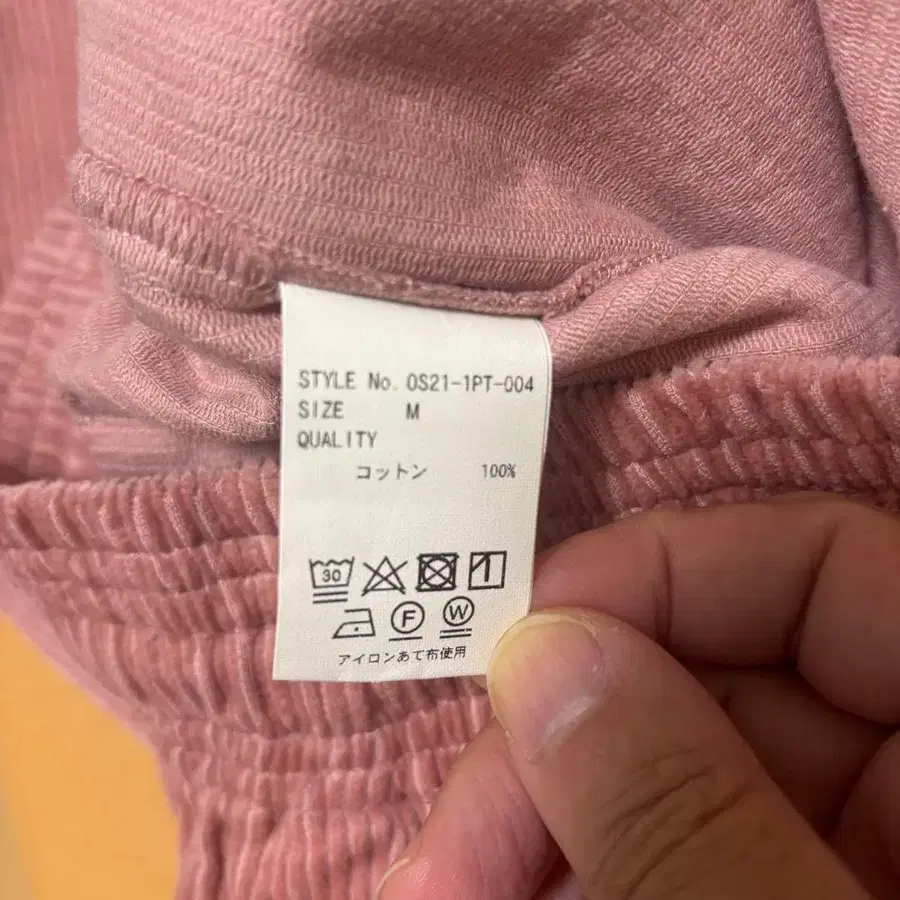 STYLE No. OS21-1PT-004
SIZE M
QUALITY
コットン 100%
30
F W
アイロンあて布使用